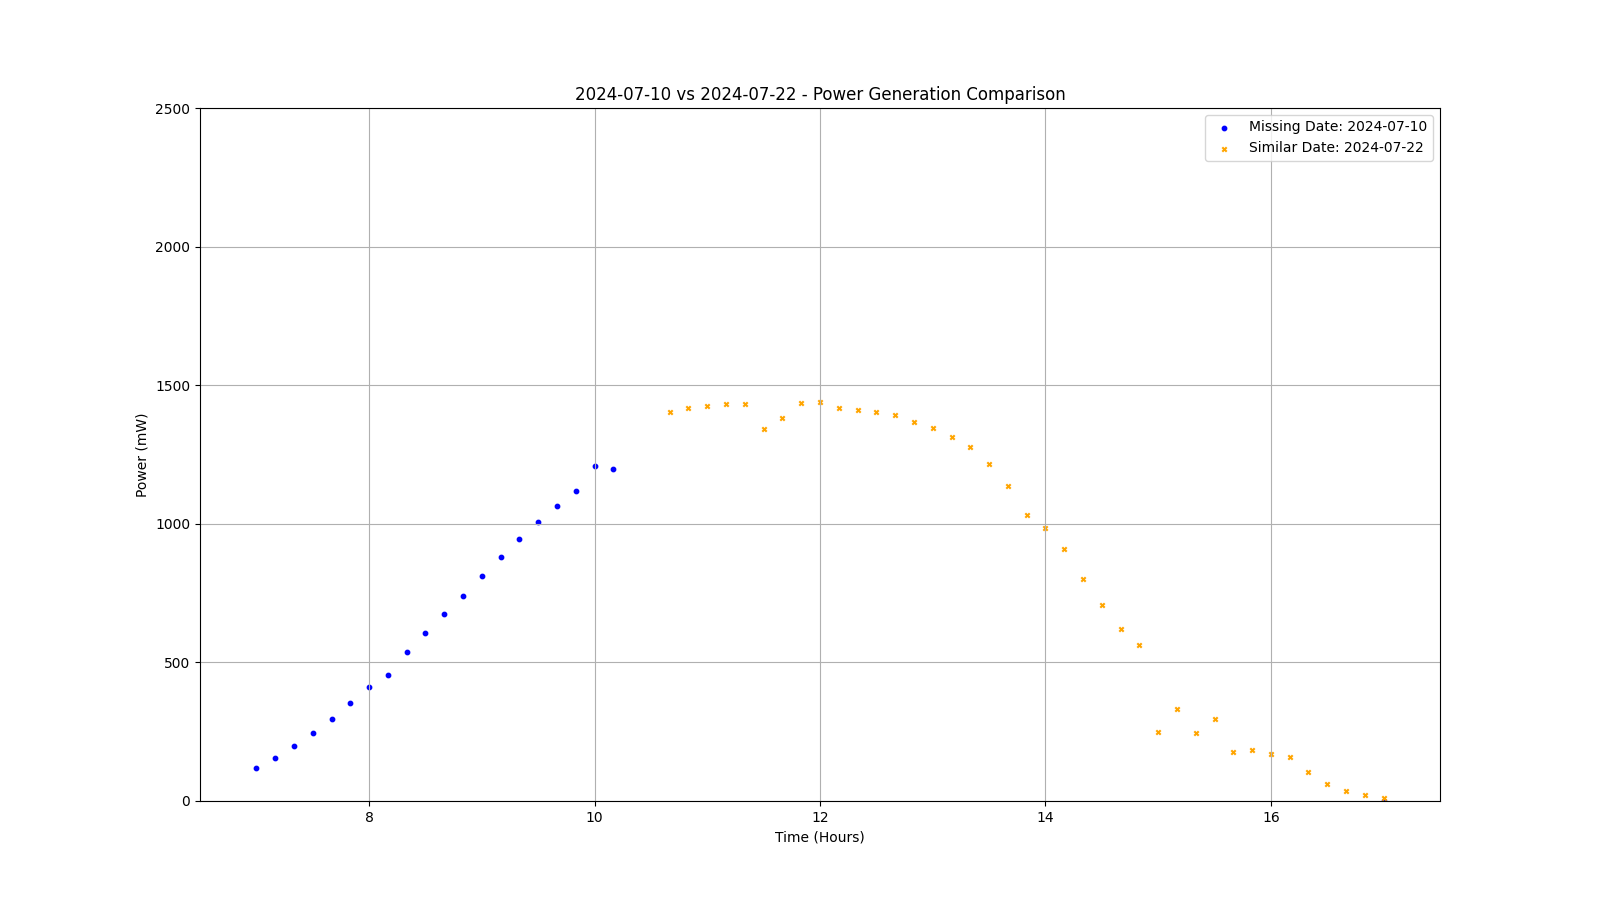 2024-07-10 vs 2024-07-22 - Power Generation Comparison
Missing Date: 2024-07-10
Similar Date: 2024-07-22
Power (mW)
2500
2000
1500
1000
500
0
8
10
12
14
16
Time (Hours)